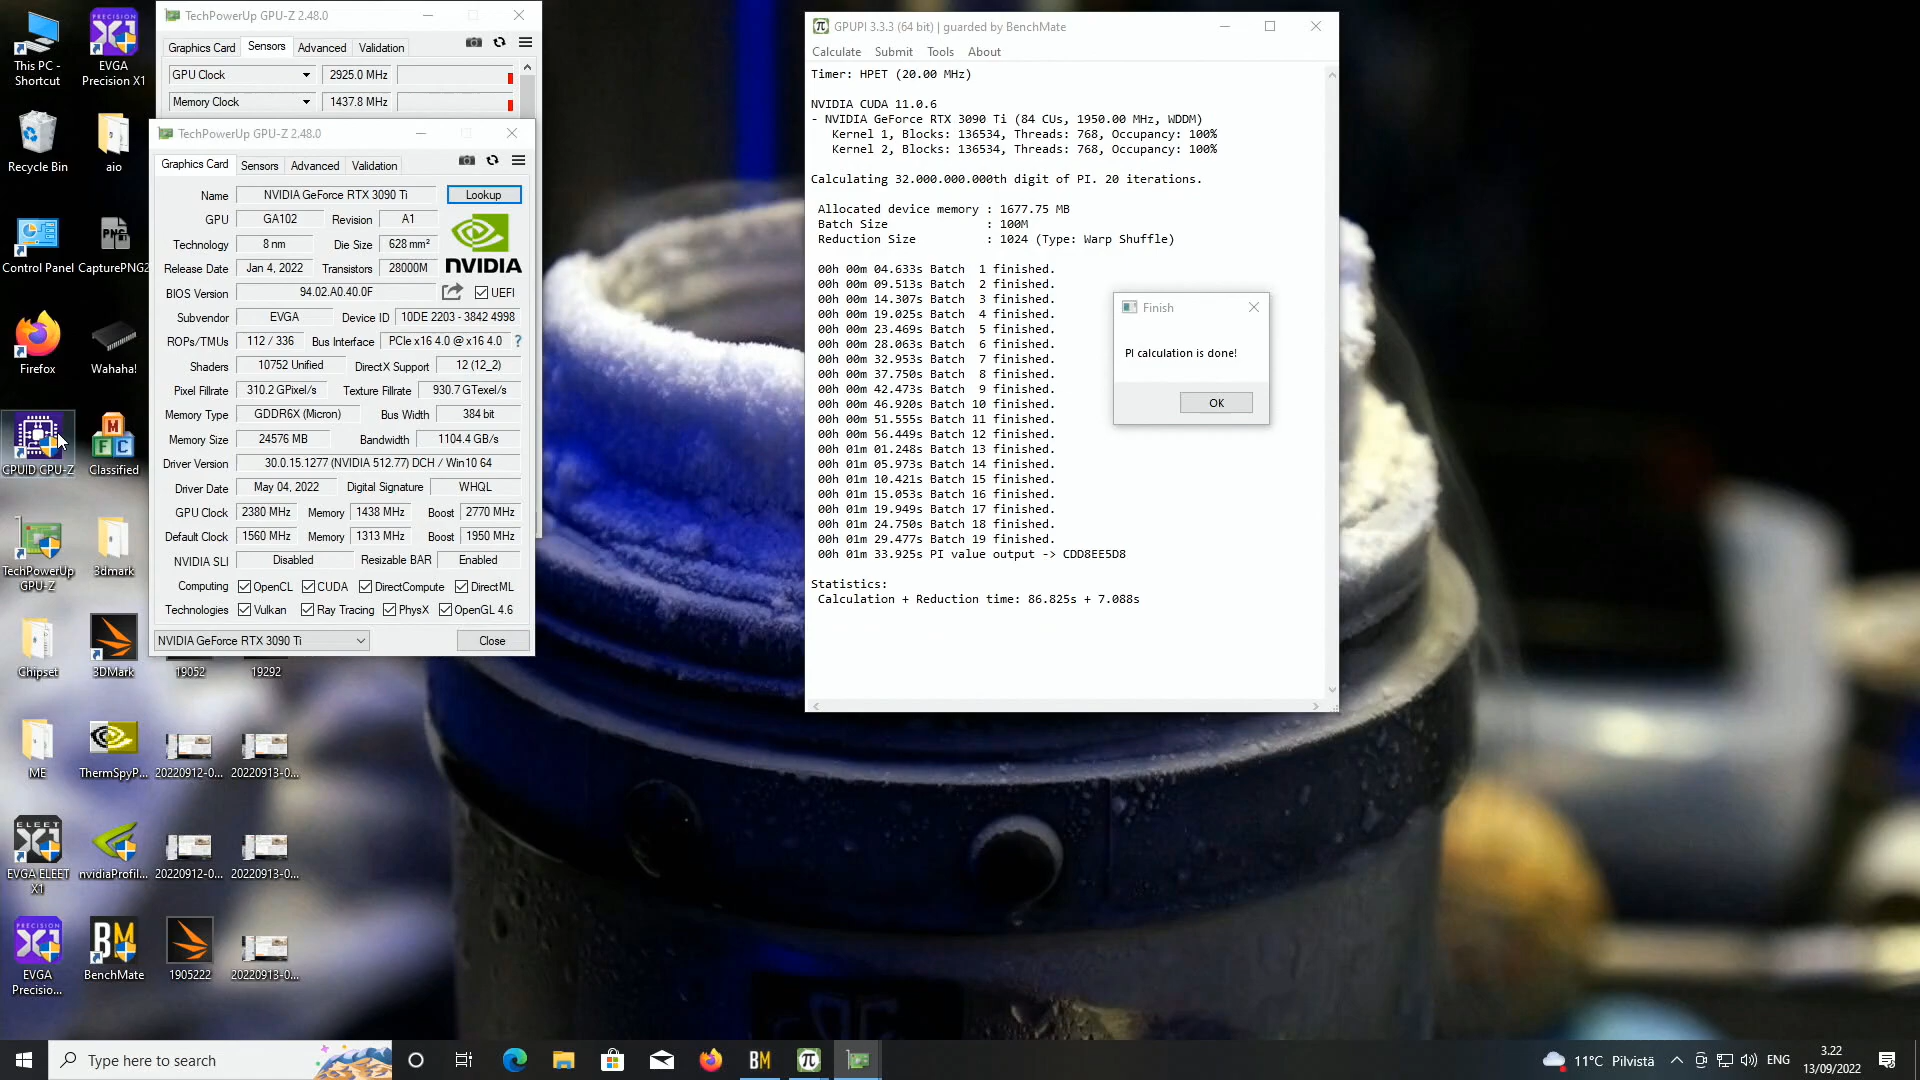 This PC - Shortcut
EVGA Precision X1
Recycle Bin
aio
Control Panel
CapturePNG2
Firefox
Wahaha!
CPUID CPU-Z
Classified
TechPowerUp GPU-Z
3dmark
Chipset
3DMark
19052
19292
ME
ThermSpyP...
20220912-0...
20220913-0...
EVGA ELEET X1
nvidiaProfil...
20220912-0...
20220913-0...
EVGA Precisio...
BenchMate
1905222
20220913-0...
TechPowerUp GPU-Z 2.48.0
Graphics Card Sensors Advanced Validation
GPU Clock 2925.0 MHz
Memory Clock 1437.8 MHz
TechPowerUp GPU-Z 2.48.0
Graphics Card Sensors Advanced Validation
Name NVIDIA GeForce RTX 3090 Ti Lookup
GPU GA102 Revision A1
Technology 8 nm Die Size 628 mm²
Release Date Jan 4, 2022 Transistors 28000M
NVIDIA
BIOS Version 94.02.A0.40.0F UEFI
Subvendor EVGA Device ID 10DE 2203 - 3842 4998
ROPs/TMUs 112 / 336 Bus Interface PCIe x16 4.0 @ x16 4.0 ?
Shaders 10752 Unified DirectX Support 12 (12_2)
Pixel Fillrate 310.2 GPixel/s Texture Fillrate 930.7 GTexel/s
Memory Type GDDR6X (Micron) Bus Width 384 bit
Memory Size 24576 MB Bandwidth 1104.4 GB/s
Driver Version 30.0.15.1277 (NVIDIA 512.77) DCH / Win10 64
Driver Date May 04, 2022 Digital Signature WHQL
GPU Clock 2380 MHz Memory 1438 MHz Boost 2770 MHz
Default Clock 1560 MHz Memory 1313 MHz Boost 1950 MHz
NVIDIA SLI Disabled Resizable BAR Enabled
Computing OpenCL CUDA DirectCompute DirectML
Technologies Vulkan Ray Tracing PhysX OpenGL 4.6
NVIDIA GeForce RTX 3090 Ti Close
GPUPI 3.3.3 (64 bit) | guarded by BenchMate
Calculate Submit Tools About
Timer: HPET (20.00 MHz)
NVIDIA CUDA 11.0.6
- NVIDIA GeForce RTX 3090 Ti (84 CUs, 1950.00 MHz, WDDM)
Kernel 1, Blocks: 136534, Threads: 768, Occupancy: 100%
Kernel 2, Blocks: 136534, Threads: 768, Occupancy: 100%
Calculating 32.000.000.000th digit of PI. 20 iterations.
Allocated device memory : 1677.75 MB
Batch Size : 100M
Reduction Size : 1024 (Type: Warp Shuffle)
00h 00m 04.633s Batch 1 finished.
00h 00m 09.513s Batch 2 finished.
00h 00m 14.307s Batch 3 finished.
00h 00m 19.025s Batch 4 finished.
00h 00m 23.469s Batch 5 finished.
00h 00m 28.063s Batch 6 finished.
00h 00m 32.953s Batch 7 finished.
00h 00m 37.750s Batch 8 finished.
00h 00m 42.473s Batch 9 finished.
00h 00m 46.920s Batch 10 finished.
00h 00m 51.555s Batch 11 finished.
00h 00m 56.449s Batch 12 finished.
00h 01m 01.248s Batch 13 finished.
00h 01m 05.973s Batch 14 finished.
00h 01m 10.421s Batch 15 finished.
00h 01m 15.053s Batch 16 finished.
00h 01m 19.949s Batch 17 finished.
00h 01m 24.750s Batch 18 finished.
00h 01m 29.477s Batch 19 finished.
00h 01m 33.925s PI value output -> CDD8EE5D8
Statistics:
Calculation + Reduction time: 86.825s + 7.088s
Finish
PI calculation is done!
OK
Type here to search
BM
11°C Pilvistä
ENG
3.22
13/09/2022